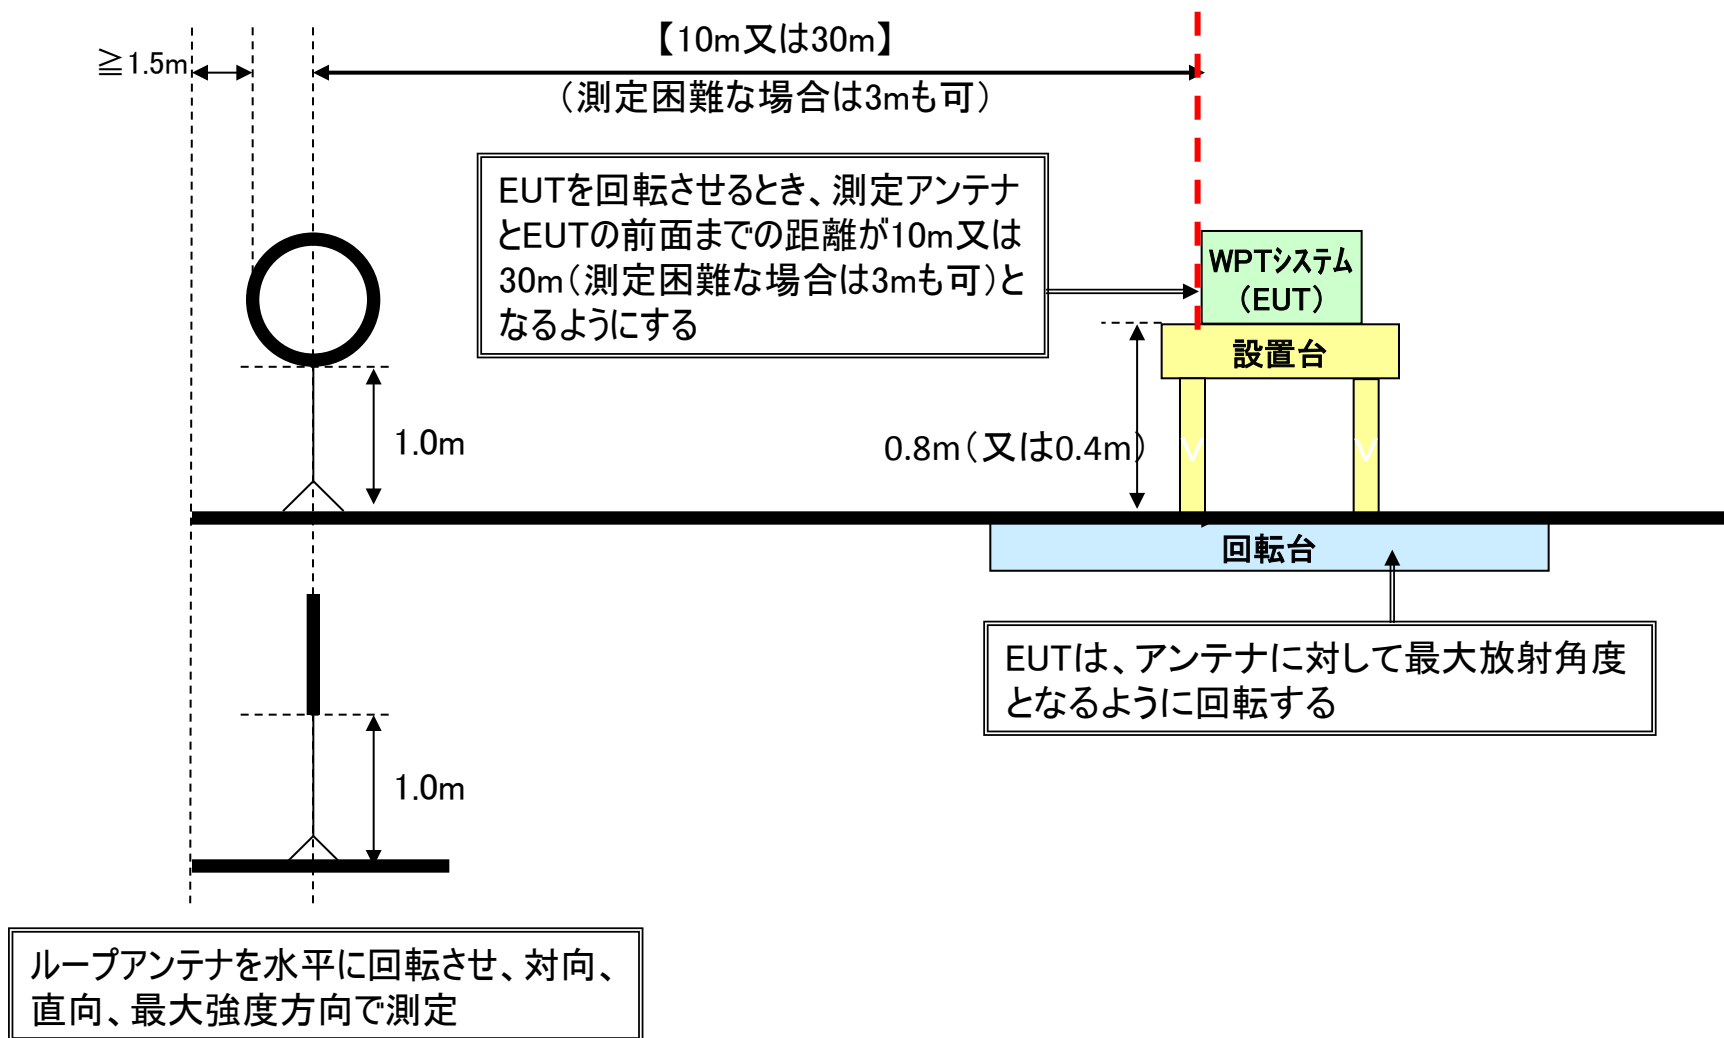 【10m又は30m】
≧1.5m
（測定困難な場合は3mも可）
EUTを回転させるとき、測定アンテナ
とEUTの前面までの距離が10m又は
30m（測定困難な場合は3mも可）と
なるようにする
WPTシステム
（EUT）
設置台
1.0m
0.8m（又は0.4m）
V
V
回転台
EUTは、アンテナに対して最大放射角度
となるように回転する
1.0m
ループアンテナを水平に回転させ、対向、
直向、最大強度方向で測定